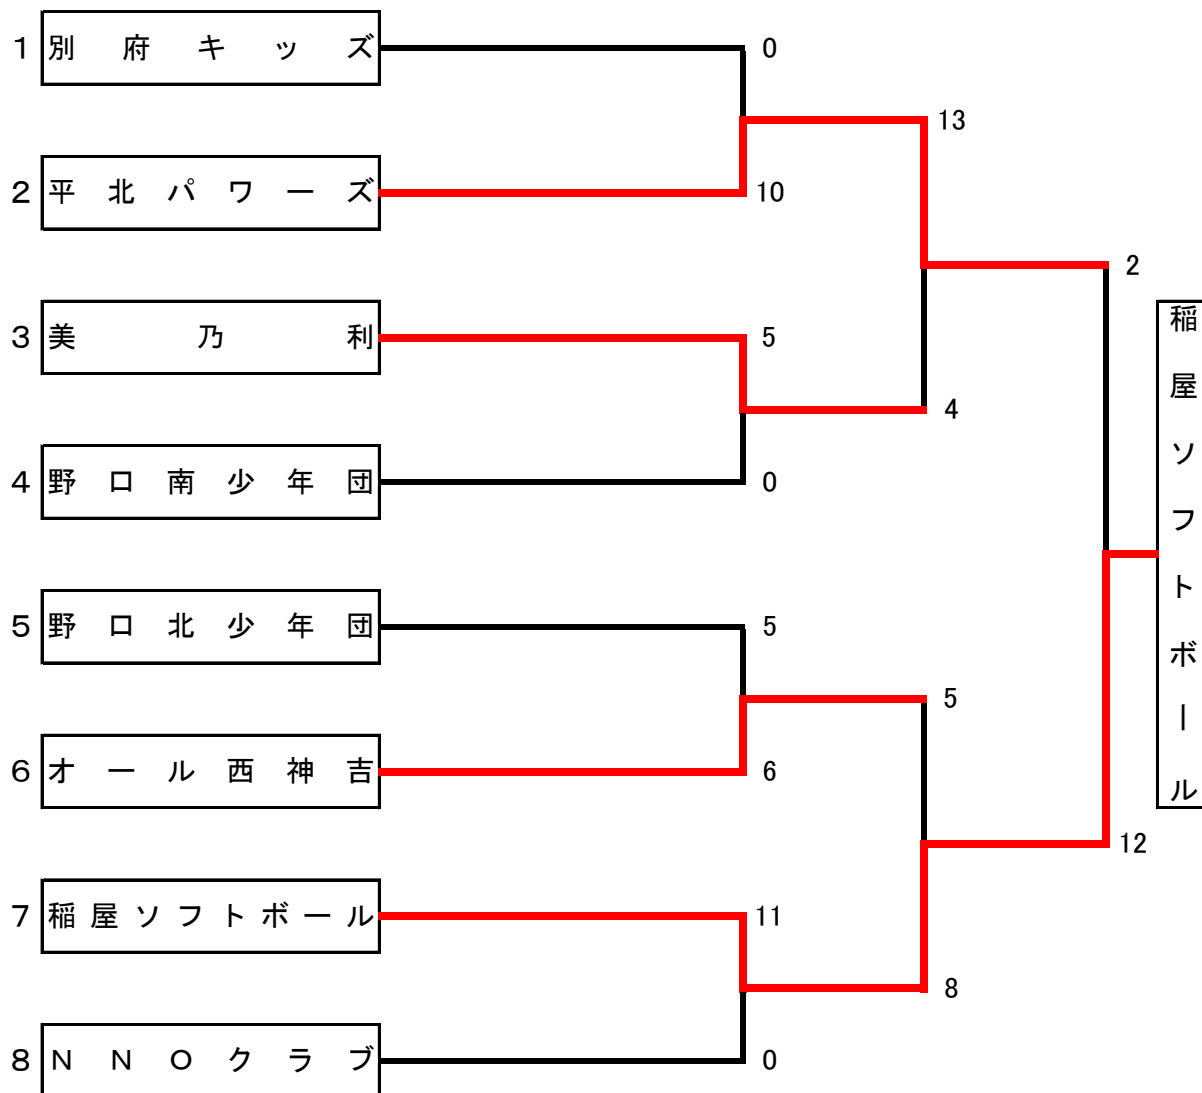 1 別府キッズ 0
13
2 平北パワーズ 10
2
3 美乃利 5
4
4 野口南少年団 0
5 野口北少年団 5
5
6 オール西神吉 6
12
7 稲屋ソフトボール 11
8
8 NNOクラブ 0
稲屋ソフトボール